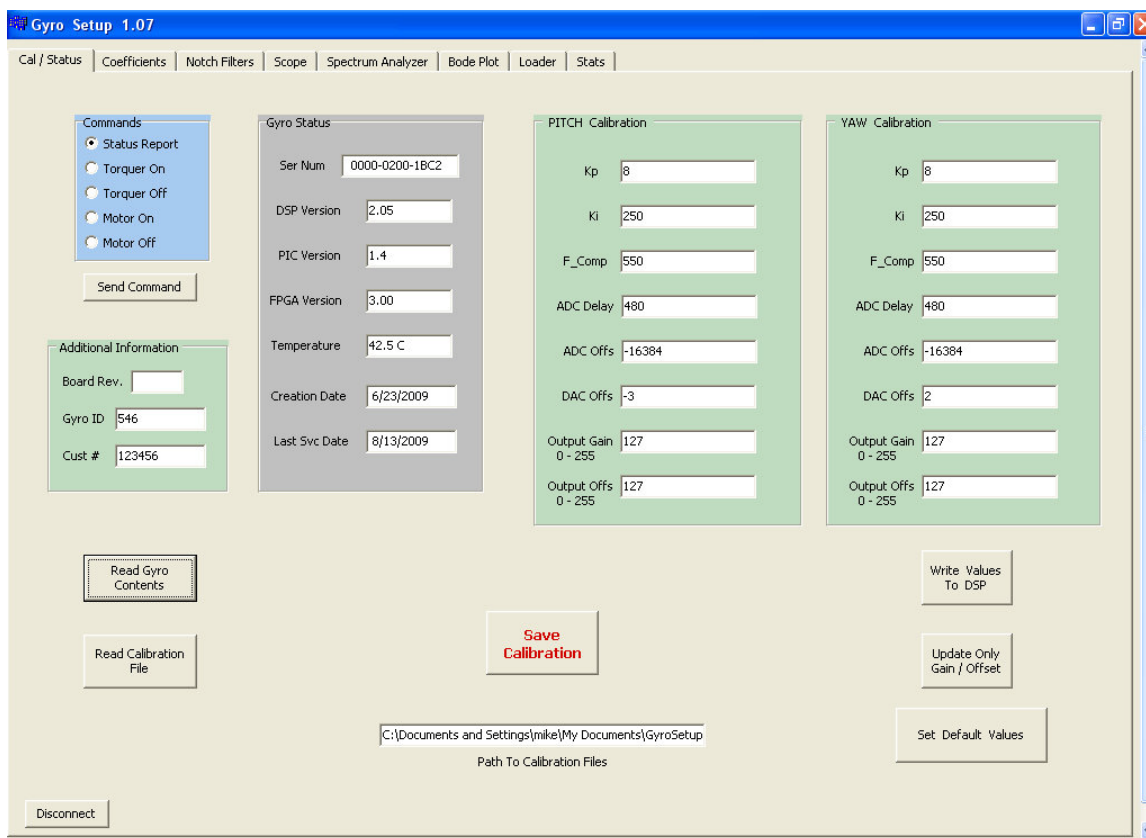 Gyro Setup 1.07
Cal / Status
Coefficients
Notch Filters
Scope
Spectrum Analyzer
Bode Plot
Loader
Stats
Commands
Status Report
Torquer On
Torquer Off
Motor On
Motor Off
Send Command
Additional Information
Board Rev.
Gyro ID 546
Cust # 123456
Gyro Status
Ser Num 0000-0200-1BC2
DSP Version 2.05
PIC Version 1.4
FPGA Version 3.00
Temperature 42.5 C
Creation Date 6/23/2009
Last Svc Date 8/13/2009
PITCH Calibration
Kp 8
Ki 250
F_Comp 550
ADC Delay 480
ADC Offs -16384
DAC Offs -3
Output Gain 127
0 - 255
Output Offs 127
0 - 255
YAW Calibration
Kp 8
Ki 250
F_Comp 550
ADC Delay 480
ADC Offs -16384
DAC Offs 2
Output Gain 127
0 - 255
Output Offs 127
0 - 255
Read Gyro
Contents
Read Calibration
File
Save
Calibration
Write Values
To DSP
Update Only
Gain / Offset
Set Default Values
C:\Documents and Settings\mike\My Documents\GyroSetup
Path To Calibration Files
Disconnect